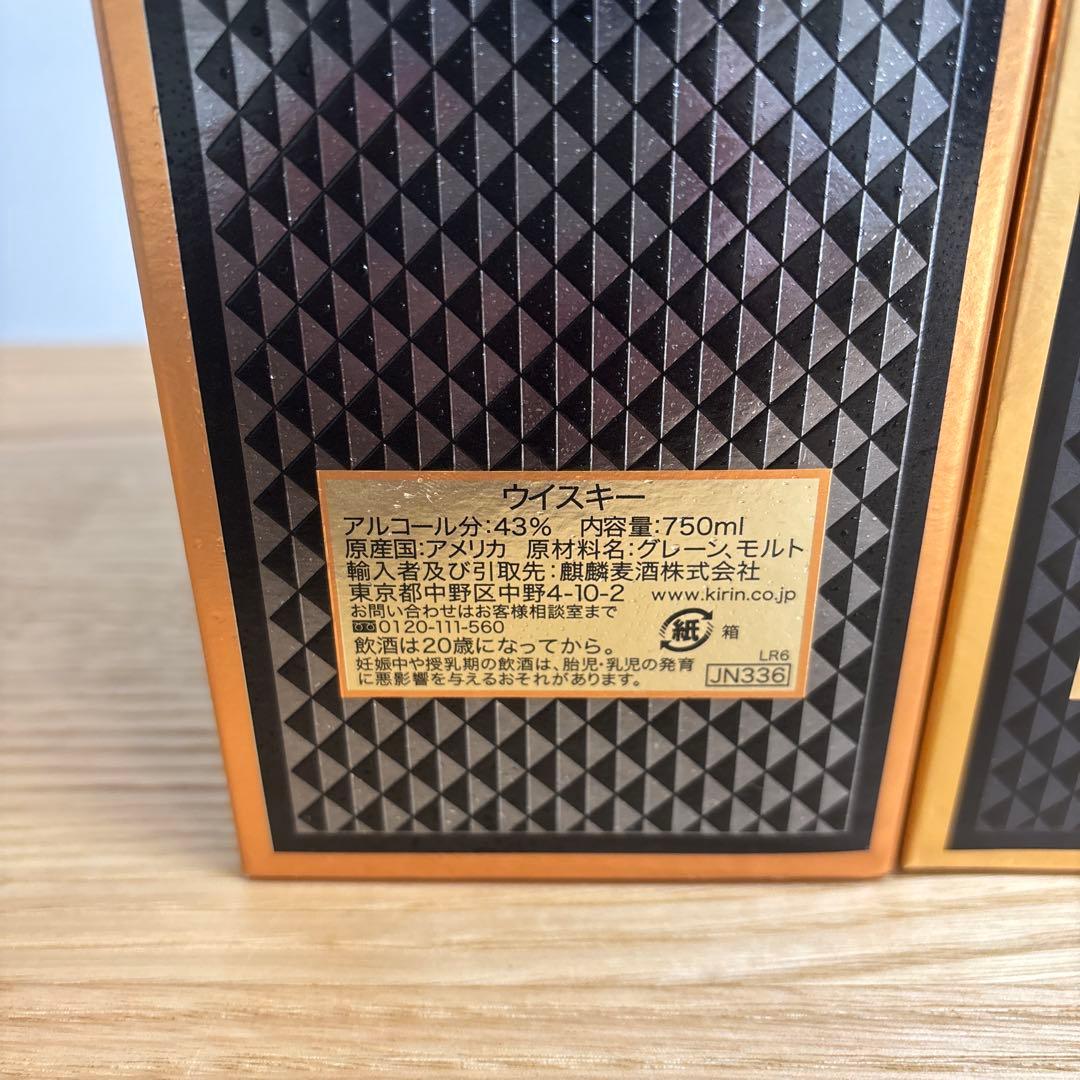 ウイスキー
アルコール分:43% 内容量:750ml
原産国:アメリカ 原材料名:グレーン、モルト
輸入者及び引取先:麒麟麦酒株式会社
東京都中野区中野4-10-2 www.kirin.co.jp
お問い合わせはお客様相談室まで
0120-111-560
紙 箱
飲酒は20歳になってから。
妊娠中や授乳期の飲酒は、胎児・乳児の発育
に悪影響を与えるおそれがあります。
LR6
JN336